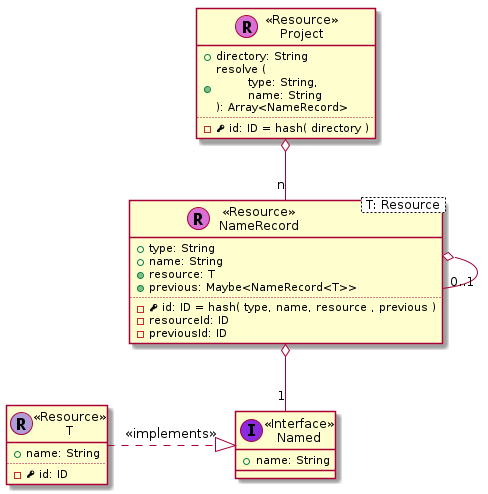 R
«Resource»
Project
directory: String
resolve (
type: String,
name: String
): Array<NameRecord>
id: ID = hash( directory )
n
T: Resource
R
«Resource»
NameRecord
type: String
name: String
resource: T
previous: Maybe<NameRecord<T>>
id: ID = hash( type, name, resource , previous )
resourceId: ID
previousId: ID
0..1
1
R
«Resource»
T
name: String
id: ID
«implements»
I
«Interface»
Named
name: String